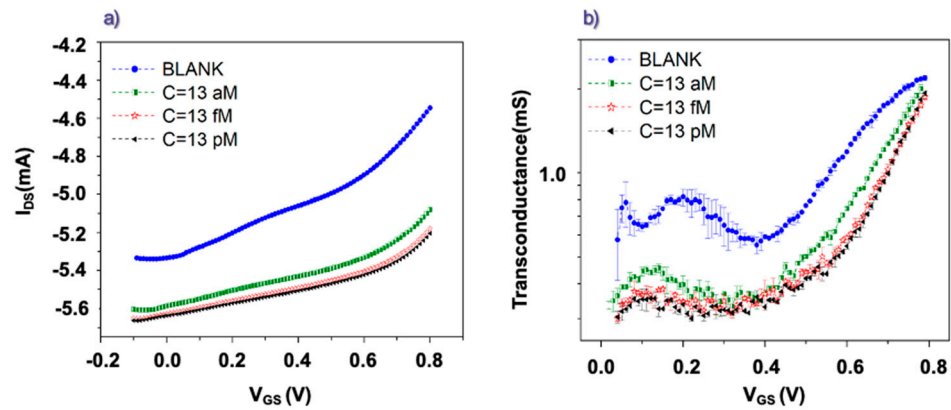 a)
I_DS(mA)
-4.2
-4.4
-4.6
-4.8
-5.0
-5.2
-5.4
-5.6
BLANK
C=13 aM
C=13 fM
C=13 pM
-0.2 0.0 0.2 0.4 0.6 0.8
V_GS (V)
b)
Transconductance(mS)
1.0
BLANK
C=13 aM
C=13 fM
C=13 pM
0.0 0.2 0.4 0.6 0.8
V_GS (V)